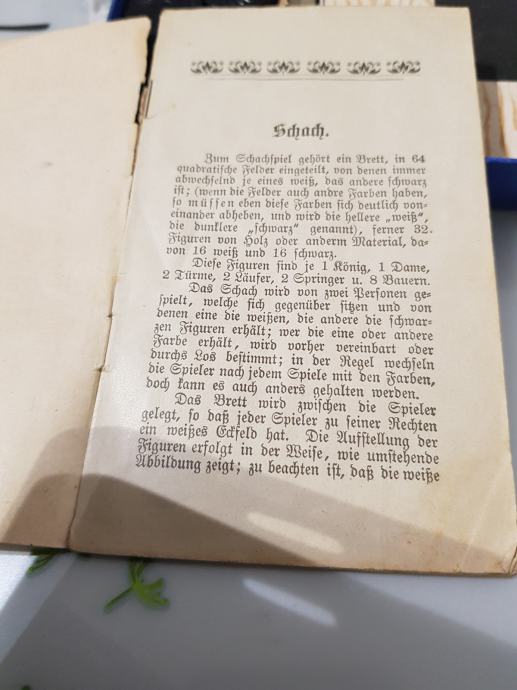 Schach.
Zum Schachspiel gehört ein Brett, in 64
quadratische Felder eingeteilt, von denen immer
abwechselnd je eines weiß, das andere schwarz
ist; (wenn die Felder auch andre Farben haben,
so müssen eben diese Farben sich deutlich von-
einander abheben, und wird die hellere „weiß“,
die dunklere „schwarz“ genannt), ferner 32.
Figuren von Holz oder anderm Material, da-
von 16 weiß und 16 schwarz.
Diese Figuren sind je 1 König, 1 Dame,
2 Türme, 2 Läufer, 2 Springer u. 8 Bauern.
Das Schach wird von zwei Personen ge-
spielt, welche sich gegenüber sitzen und von
denen eine die weißen, die andere die schwar-
zen Figuren erhält; wer die eine oder andere
Farbe erhält, wird vorher vereinbart oder
durchs Los bestimmt; in der Regel wechseln
die Spieler nach jedem Spiele mit den Farben,
doch kann es auch anders gehalten werden.
Das Brett wird zwischen die Spieler
gelegt, so daß jeder Spieler zu seiner Rechten
ein weißes Eckfeld hat. Die Aufstellung der
Figuren erfolgt in der Weise, wie umstehende
Abbildung zeigt; zu beachten ist, daß die weiße